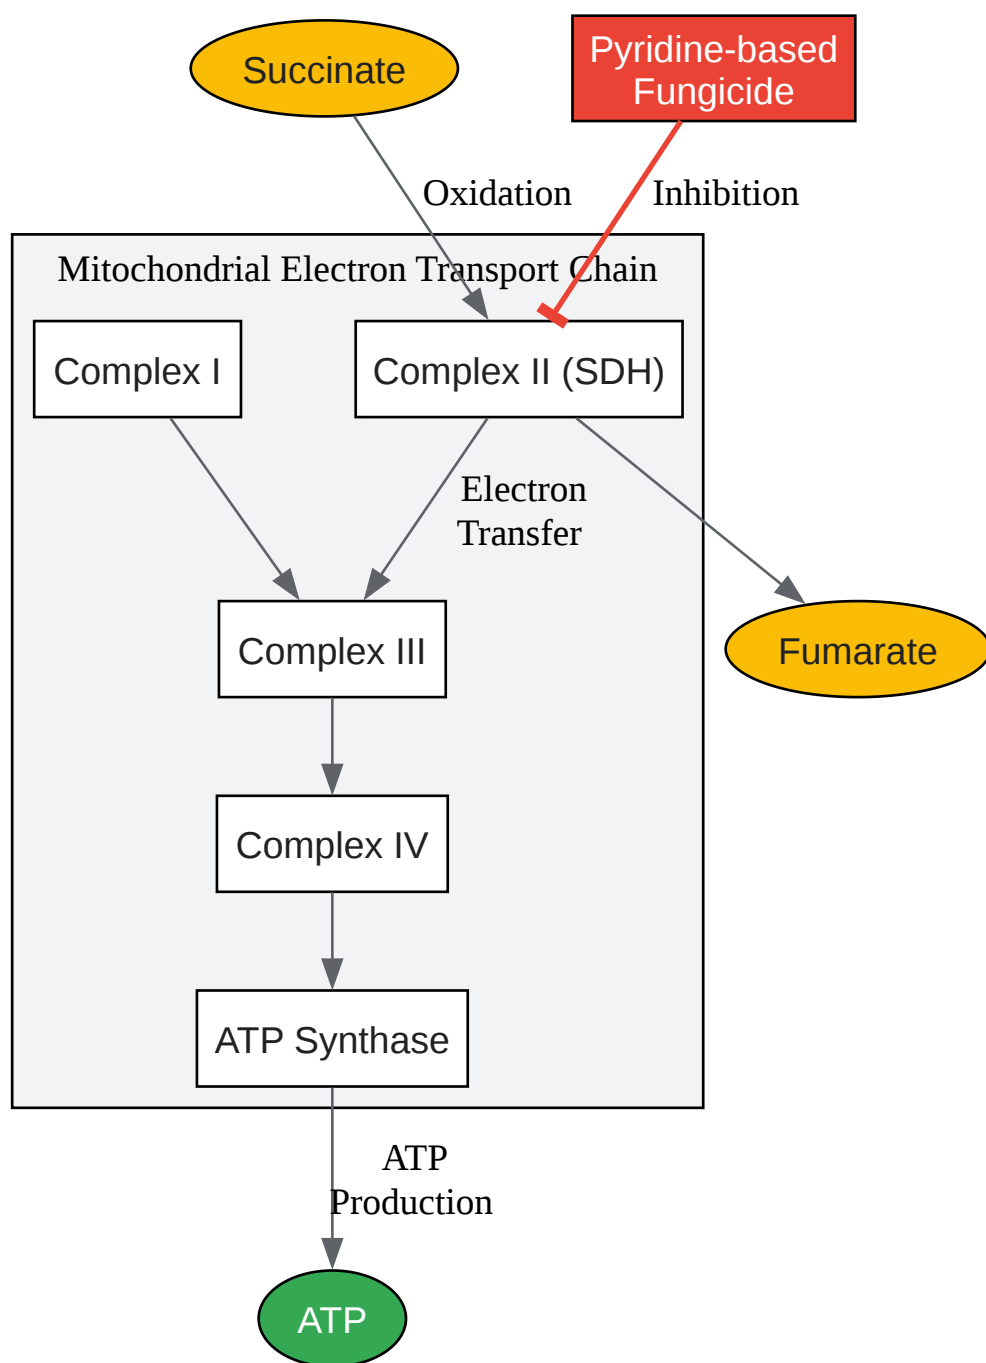 Succinate
Pyridine-based
Fungicide
Oxidation
Inhibition
Mitochondrial Electron Transport Chain
Complex I
Complex II (SDH)
Electron
Transfer
Complex III
Fumarate
Complex IV
ATP Synthase
ATP
Production
ATP